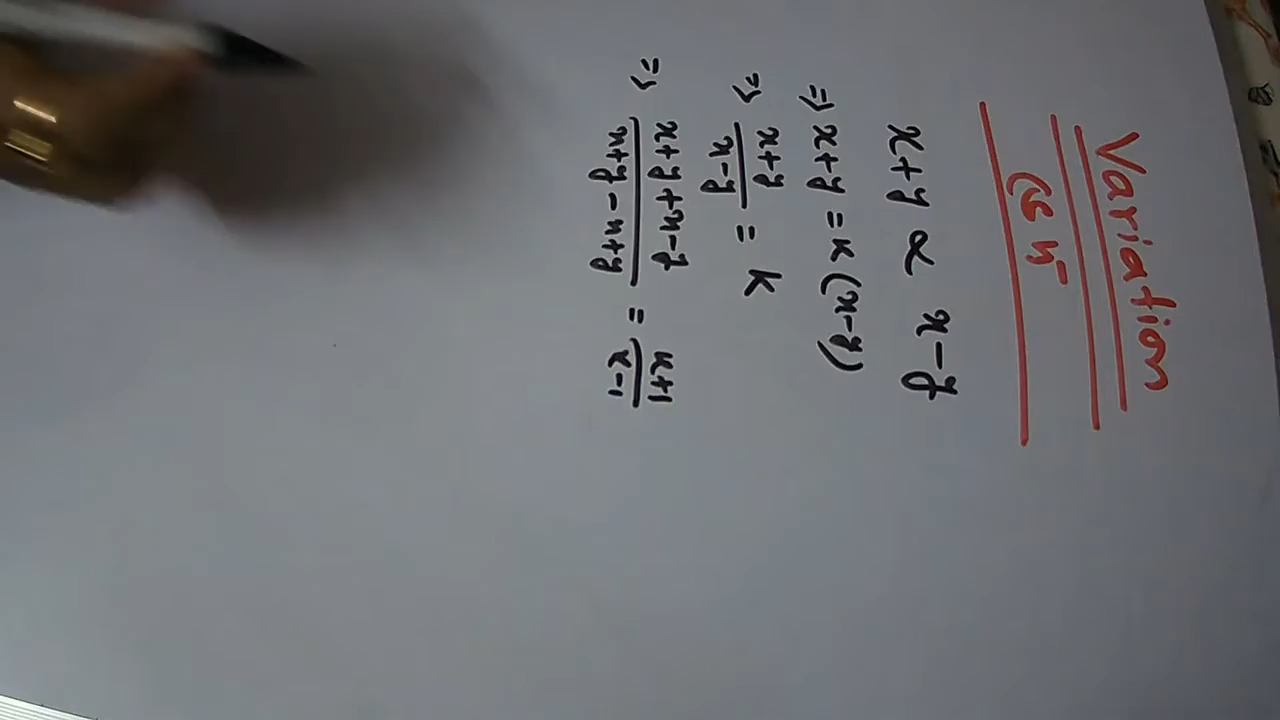 Variation
x+y ∝ x-y
⇒ x+y = k(x-y)
⇒ x+y/x-y = k
⇒ x+y+x-y/x+y-x+y = k+1/k-1